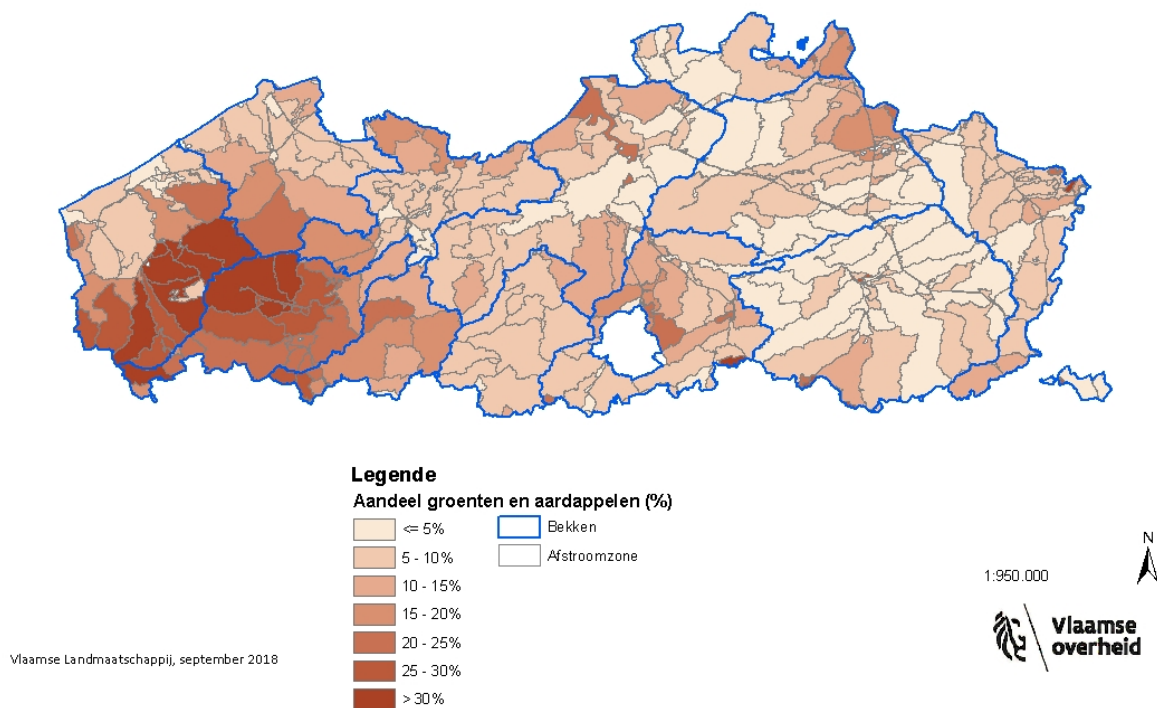 Legende
Aandeel groenten en aardappelen (%)
<= 5%
5 - 10%
10 - 15%
15 - 20%
20 - 25%
25 - 30%
> 30%
Bekken
Afstroomzone
N
1:950.000
Vlaamse
overheid
Vlaamse Landmaatschappij, september 2018